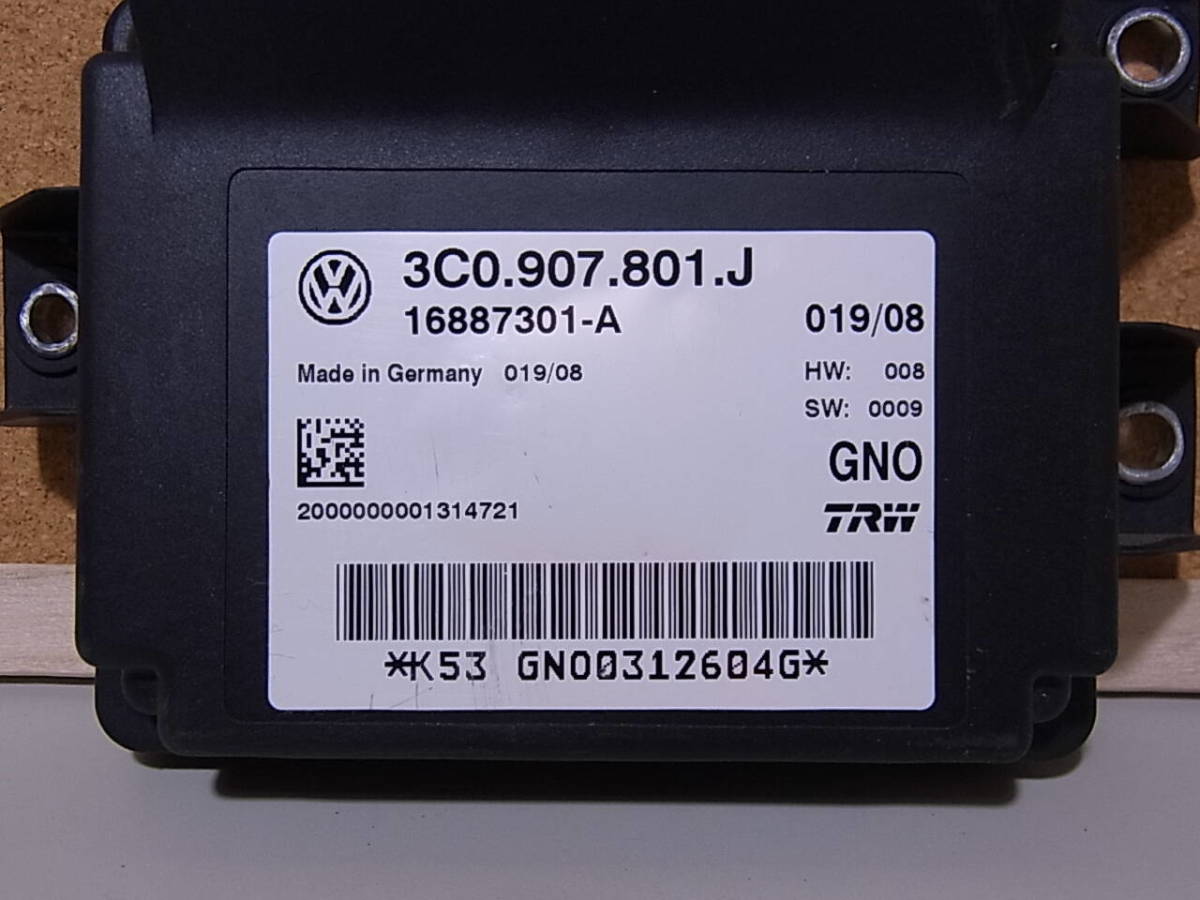 3C0.907.801.J
16887301-A 019/08
Made in Germany 019/08 HW: 008
SW: 0009
GNO
2000000001314721 TRW
*K53 GNO00312604G*